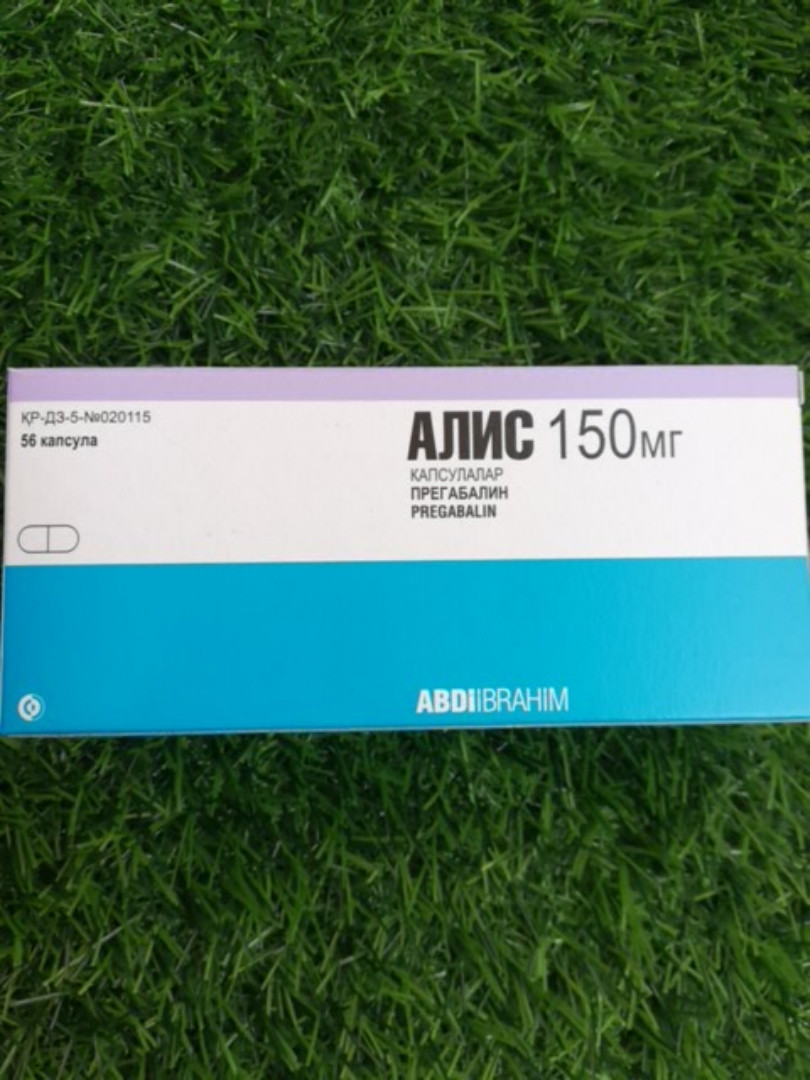 ҚР-ДЗ-5-№020115
56 капсула
АЛИС 150мг
КАПСУЛАЛАР
ПРЕГАБАЛИН
PREGABALIN
ABDİIBRAHIM